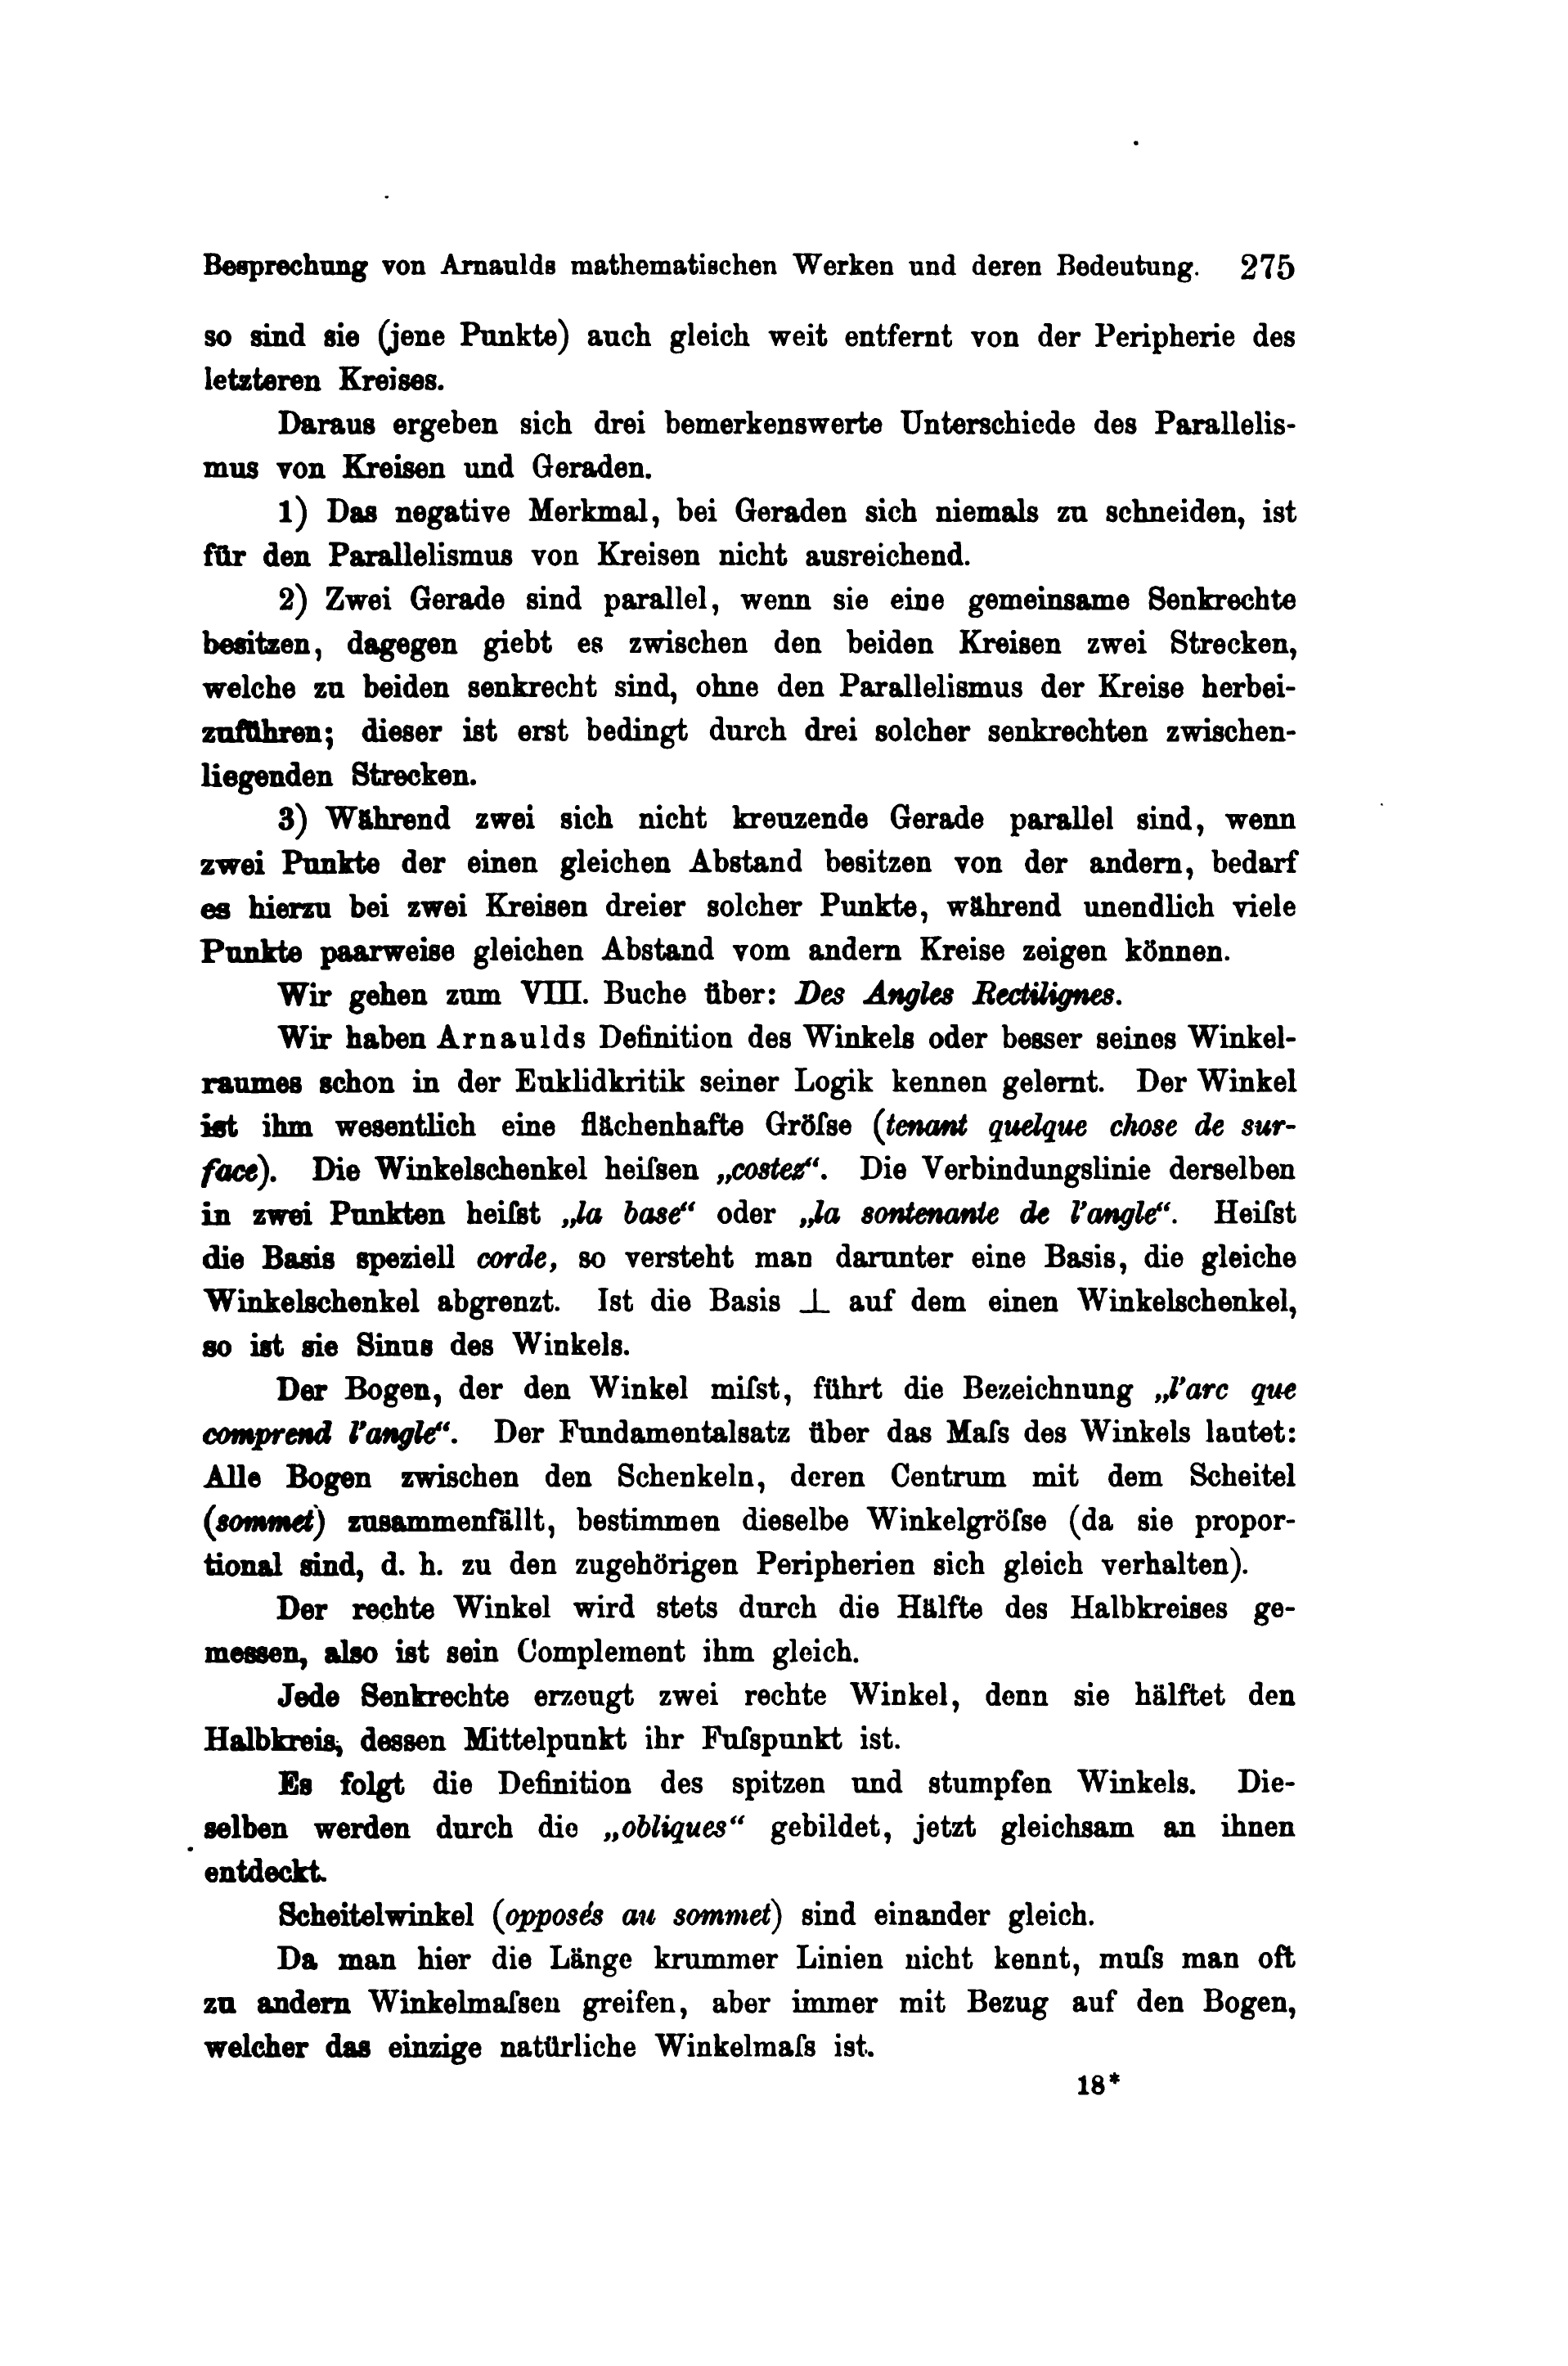 Besprechung von Arnaulds mathematischen Werken und deren Bedeutung. 275
so sind sie (jene Punkte) auch gleich weit entfernt von der Peripherie des
letzteren Kreises.
Daraus ergeben sich drei bemerkenswerte Unterschiede des Parallelis-
mus von Kreisen und Geraden.
1) Das negative Merkmal, bei Geraden sich niemals zu schneiden, ist
für den Parallelismus von Kreisen nicht ausreichend.
2) Zwei Gerade sind parallel, wenn sie eine gemeinsame Senkrechte
besitzen, dagegen giebt es zwischen den beiden Kreisen zwei Strecken,
welche zu beiden senkrecht sind, ohne den Parallelismus der Kreise herbei-
zuführen; dieser ist erst bedingt durch drei solcher senkrechten zwischen-
liegenden Strecken.
3) Während zwei sich nicht kreuzende Gerade parallel sind, wenn
zwei Punkte der einen gleichen Abstand besitzen von der andern, bedarf
es hierzu bei zwei Kreisen dreier solcher Punkte, während unendlich viele
Punkte paarweise gleichen Abstand vom andern Kreise zeigen können.
Wir gehen zum VIII. Buche über: Des Angles Rectilignes.
Wir haben Arnaulds Definition des Winkels oder besser seines Winkel-
raumes schon in der Euklidkritik seiner Logik kennen gelernt. Der Winkel
ist ihm wesentlich eine flächenhafte Gröſse (tenant quelque chose de sur-
face). Die Winkelschenkel heiſsen „costez“. Die Verbindungslinie derselben
in zwei Punkten heiſst „la base“ oder „la sontenante de l'angle“. Heiſst
die Basis speziell corde, so versteht man darunter eine Basis, die gleiche
Winkelschenkel abgrenzt. Ist die Basis ⊥ auf dem einen Winkelschenkel,
so ist sie Sinus des Winkels.
Der Bogen, der den Winkel miſst, führt die Bezeichnung „l'arc que
comprend l'angle“. Der Fundamentalsatz über das Maſs des Winkels lautet:
Alle Bogen zwischen den Schenkeln, deren Centrum mit dem Scheitel
(sommet) zusammenfällt, bestimmen dieselbe Winkelgröſse (da sie propor-
tional sind, d. h. zu den zugehörigen Peripherien sich gleich verhalten).
Der rechte Winkel wird stets durch die Hälfte des Halbkreises ge-
messen, also ist sein Complement ihm gleich.
Jede Senkrechte erzeugt zwei rechte Winkel, denn sie hälftet den
Halbkreis, dessen Mittelpunkt ihr Fuſspunkt ist.
Es folgt die Definition des spitzen und stumpfen Winkels. Die-
selben werden durch die „obliques“ gebildet, jetzt gleichsam an ihnen
entdeckt.
Scheitelwinkel (opposés au sommet) sind einander gleich.
Da man hier die Länge krummer Linien nicht kennt, muſs man oft
zu andern Winkelmaſsen greifen, aber immer mit Bezug auf den Bogen,
welcher das einzige natürliche Winkelmaſs ist.
18*